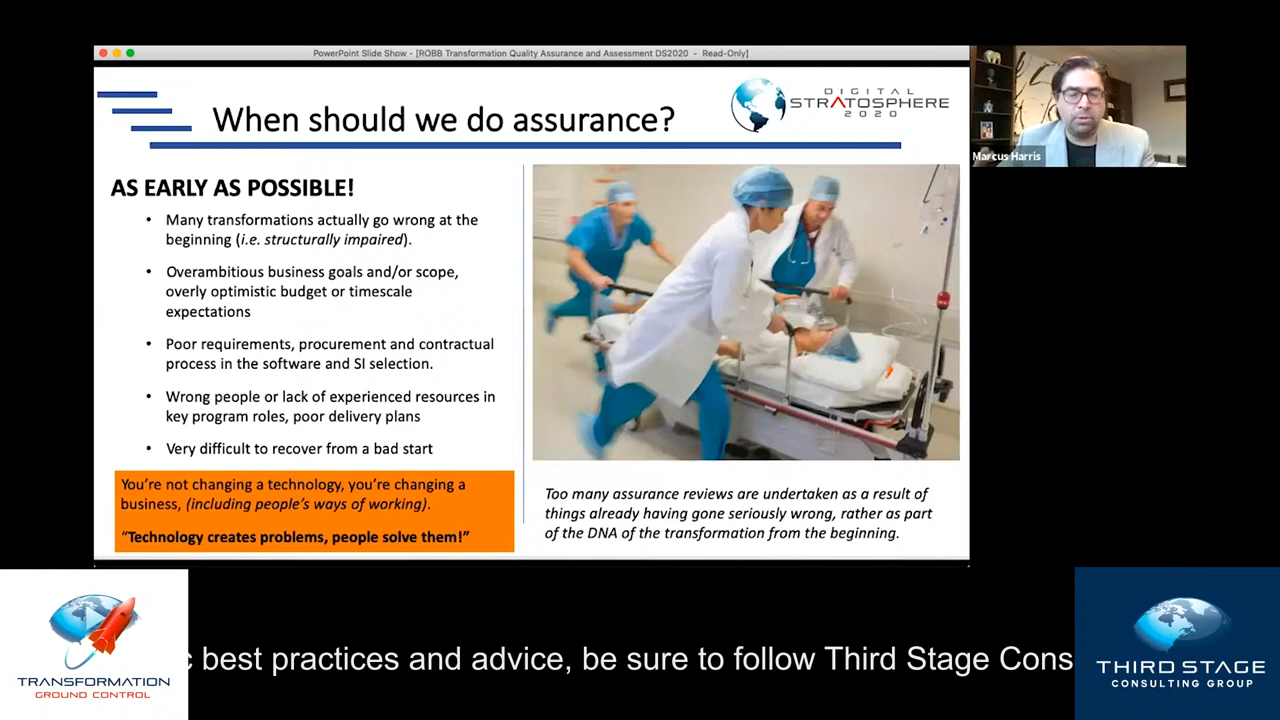 PowerPoint Slide Show - [ROBB Transformation Quality Assurance and Assessment DS2020 - Read-Only]
When should we do assurance?
DIGITAL
STRATOSPHERE
2020
Marcus Harris
AS EARLY AS POSSIBLE!
• Many transformations actually go wrong at the
beginning (i.e. structurally impaired).
• Overambitious business goals and/or scope,
overly optimistic budget or timescale
expectations
• Poor requirements, procurement and contractual
process in the software and SI selection.
• Wrong people or lack of experienced resources in
key program roles, poor delivery plans
• Very difficult to recover from a bad start
You’re not changing a technology, you’re changing a
business, (including people’s ways of working).
“Technology creates problems, people solve them!”
Too many assurance reviews are undertaken as a result of
things already having gone seriously wrong, rather as part
of the DNA of the transformation from the beginning.
TRANSFORMATION
GROUND CONTROL
c best practices and advice, be sure to follow Third Stage Cons
THIRD STAGE
CONSULTING GROUP